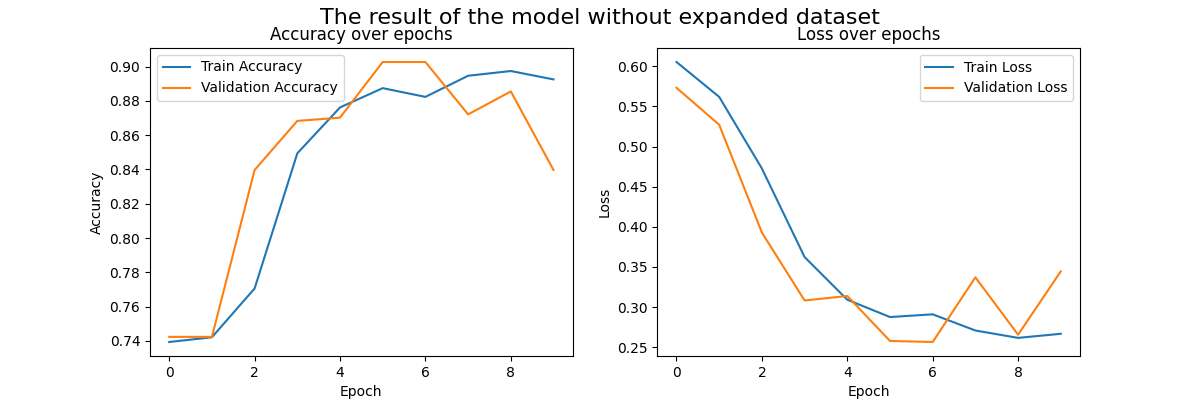 The result of the model without expanded dataset
Accuracy over epochs
Train Accuracy
Validation Accuracy
0.90
0.88
0.86
0.84
0.82
0.80
0.78
0.76
0.74
Accuracy
0 2 4 6 8
Epoch
Loss over epochs
Train Loss
Validation Loss
0.60
0.55
0.50
0.45
0.40
0.35
0.30
0.25
Loss
0 2 4 6 8
Epoch